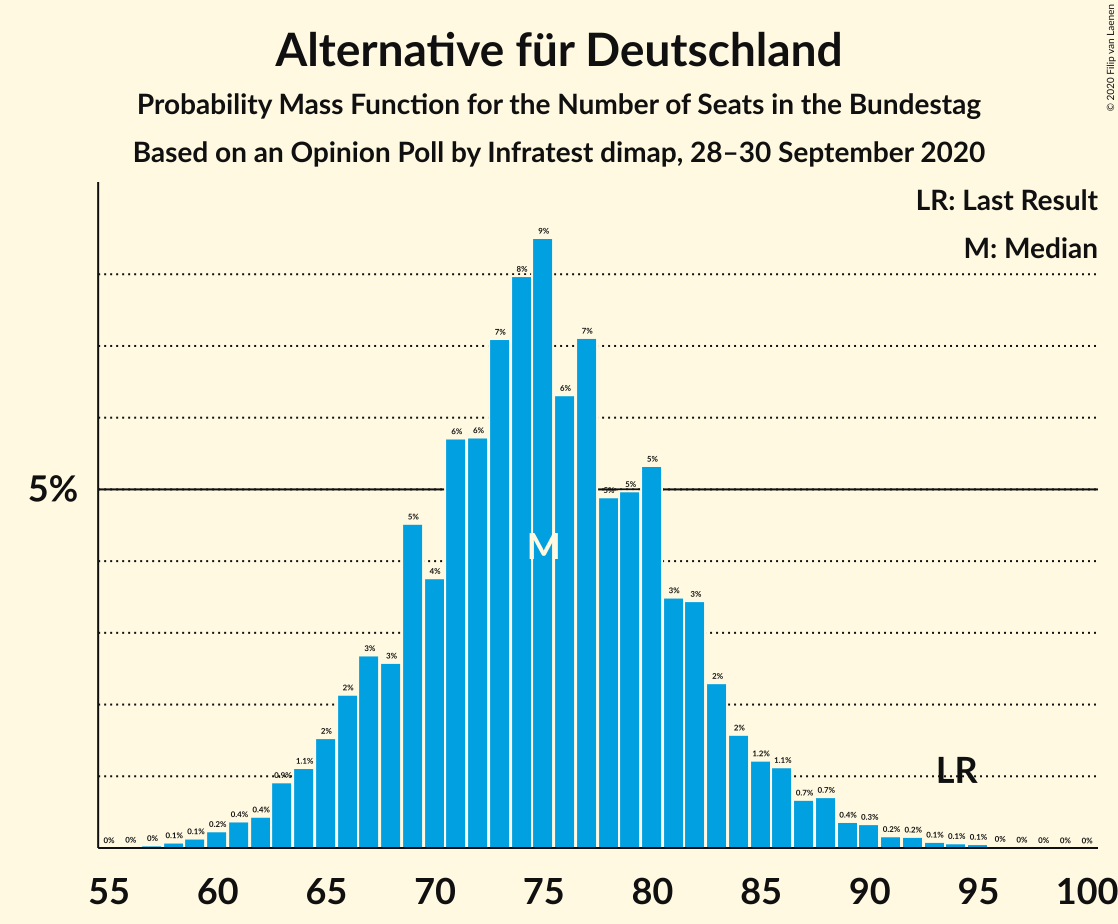 Alternative für Deutschland
Probability Mass Function for the Number of Seats in the Bundestag
Based on an Opinion Poll by Infratest dimap, 28–30 September 2020
© 2020 Filip van Laenen
LR: Last Result
M: Median
5%
0% 0% 0% 0.1% 0.1% 0.2% 0.4% 0.4% 0.9% 1.1% 2% 2% 3% 3% 5% 4% 6% 6% 7% 8% 9% 6% 7% 5% 5% 5% 3% 3% 2% 2% 1.2% 1.1% 0.7% 0.7% 0.4% 0.3% 0.2% 0.2% 0.1% 0.1% 0.1% 0% 0% 0% 0% 0%
M
LR
55 60 65 70 75 80 85 90 95 100